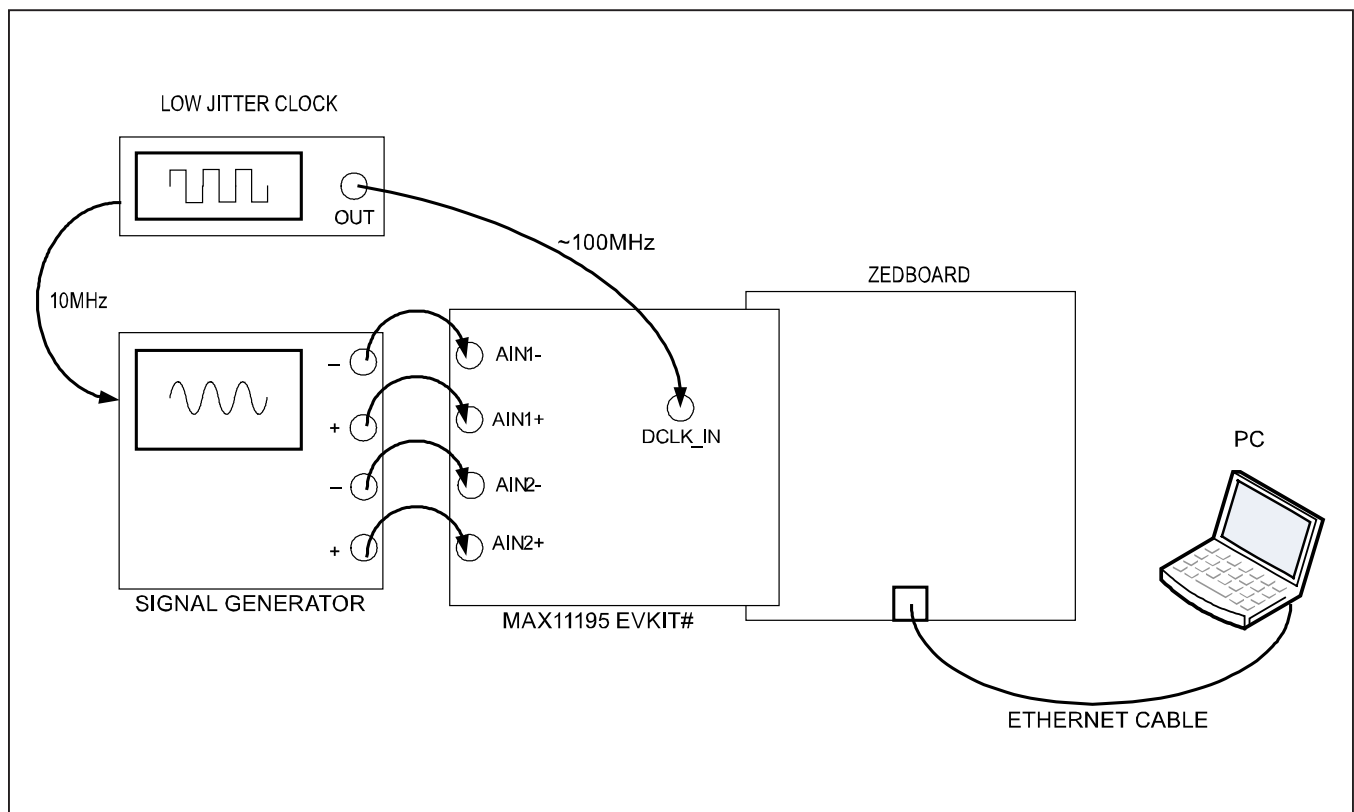 LOW JITTER CLOCK
OUT
~100MHz
ZEDBOARD
10MHz
– AIN1-
+ AIN1+
DCLK_IN
– AIN2-
+ AIN2+
PC
SIGNAL GENERATOR
MAX11195 EVKIT#
ETHERNET CABLE